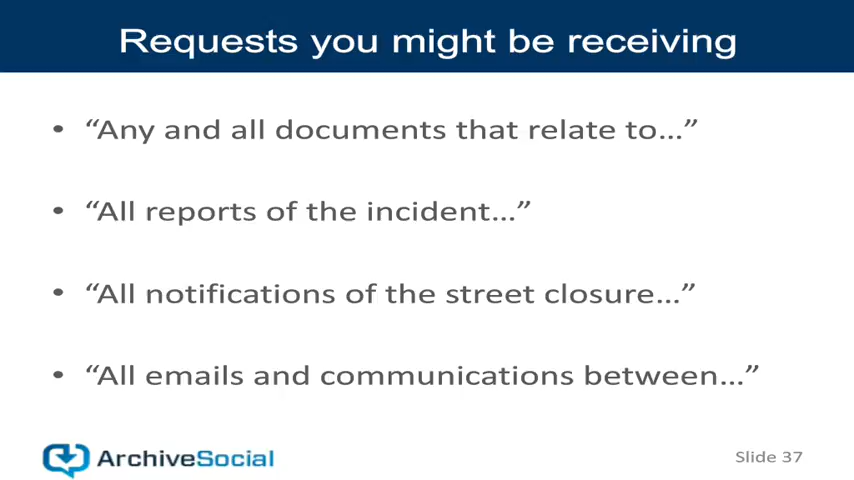 Requests you might be receiving
• “Any and all documents that relate to...”
• “All reports of the incident...”
• “All notifications of the street closure...”
• “All emails and communications between...”
ArchiveSocial
Slide 37